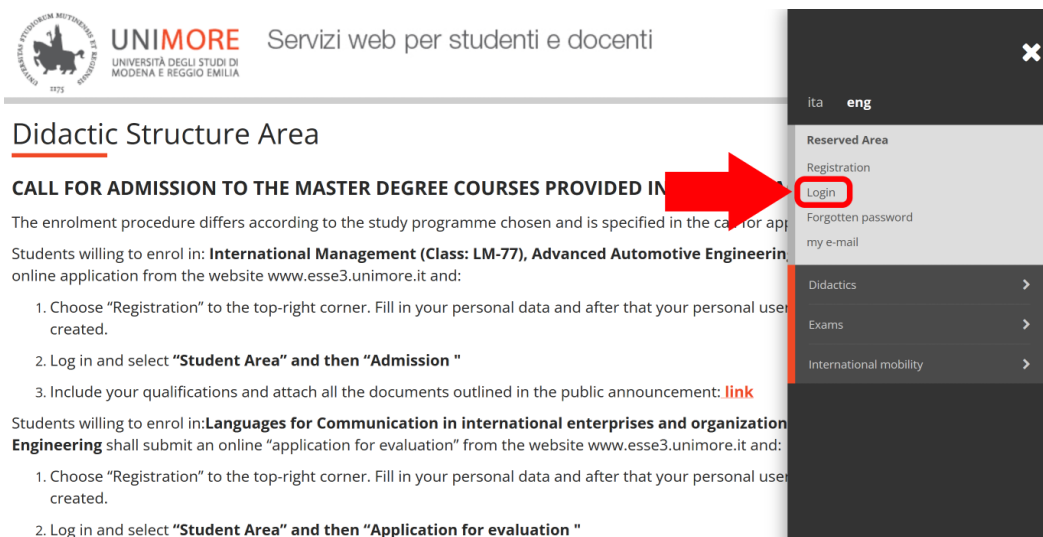 UNIMORE
UNIVERSITÀ DEGLI STUDI DI
MODENA E REGGIO EMILIA
1175
Servizi web per studenti e docenti
Didactic Structure Area
CALL FOR ADMISSION TO THE MASTER DEGREE COURSES PROVIDED IN
The enrolment procedure differs according to the study programme chosen and is specified in the for
Students willing to enrol in: International Management (Class: LM-77), Advanced Automotive
online application from the website www.esse3.unimore.it and:
1. Choose “Registration” to the top-right corner. Fill in your personal data and after that your personal
created.
2. Log in and select “Student Area” and then “Admission "
3. Include your qualifications and attach all the documents outlined in the public announcement: link
Students willing to enrol in:Languages for Communication in international enterprises and
Engineering shall submit an online “application for evaluation” from the website www.esse3.unimore.it and:
1. Choose “Registration” to the top-right corner. Fill in your personal data and after that your personal
created.
2. Log in and select “Student Area” and then “Application for evaluation "
ita eng
Reserved Area
Registration
Login
Forgotten password
my e-mail
Didactics
Exams
International mobility